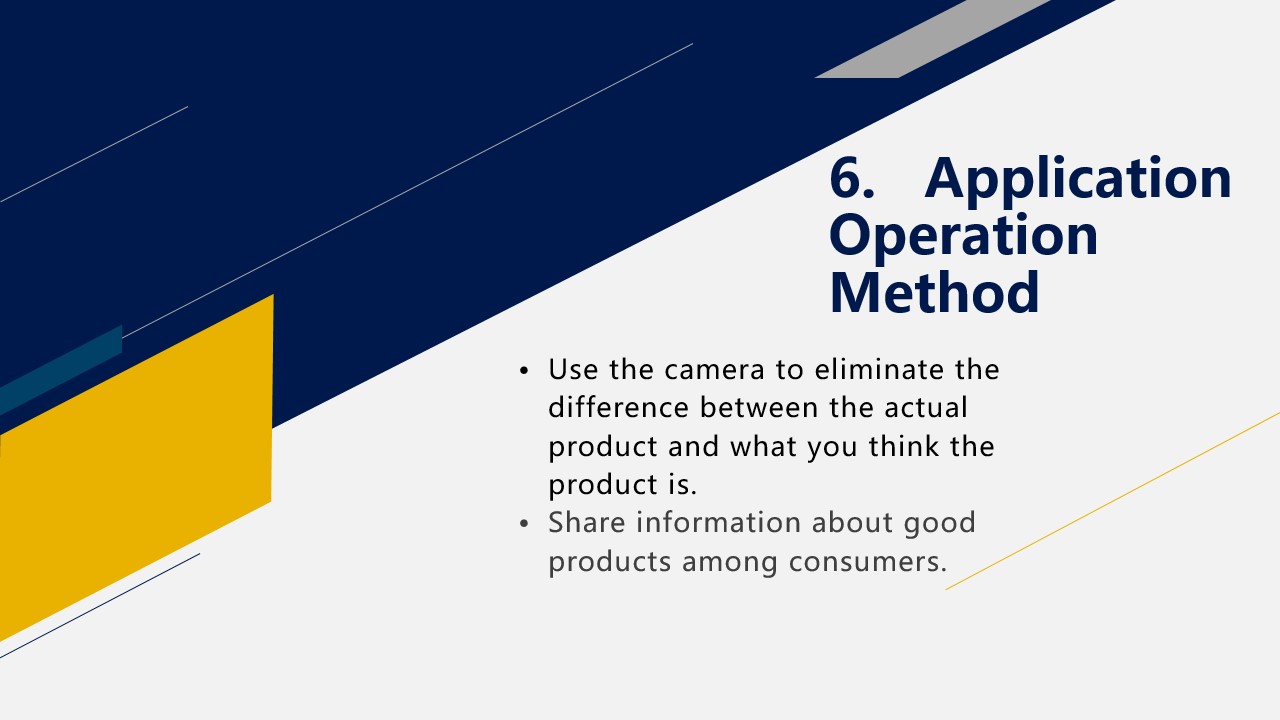 6. Application
Operation
Method
• Use the camera to eliminate the
difference between the actual
product and what you think the
product is.
• Share information about good
products among consumers.